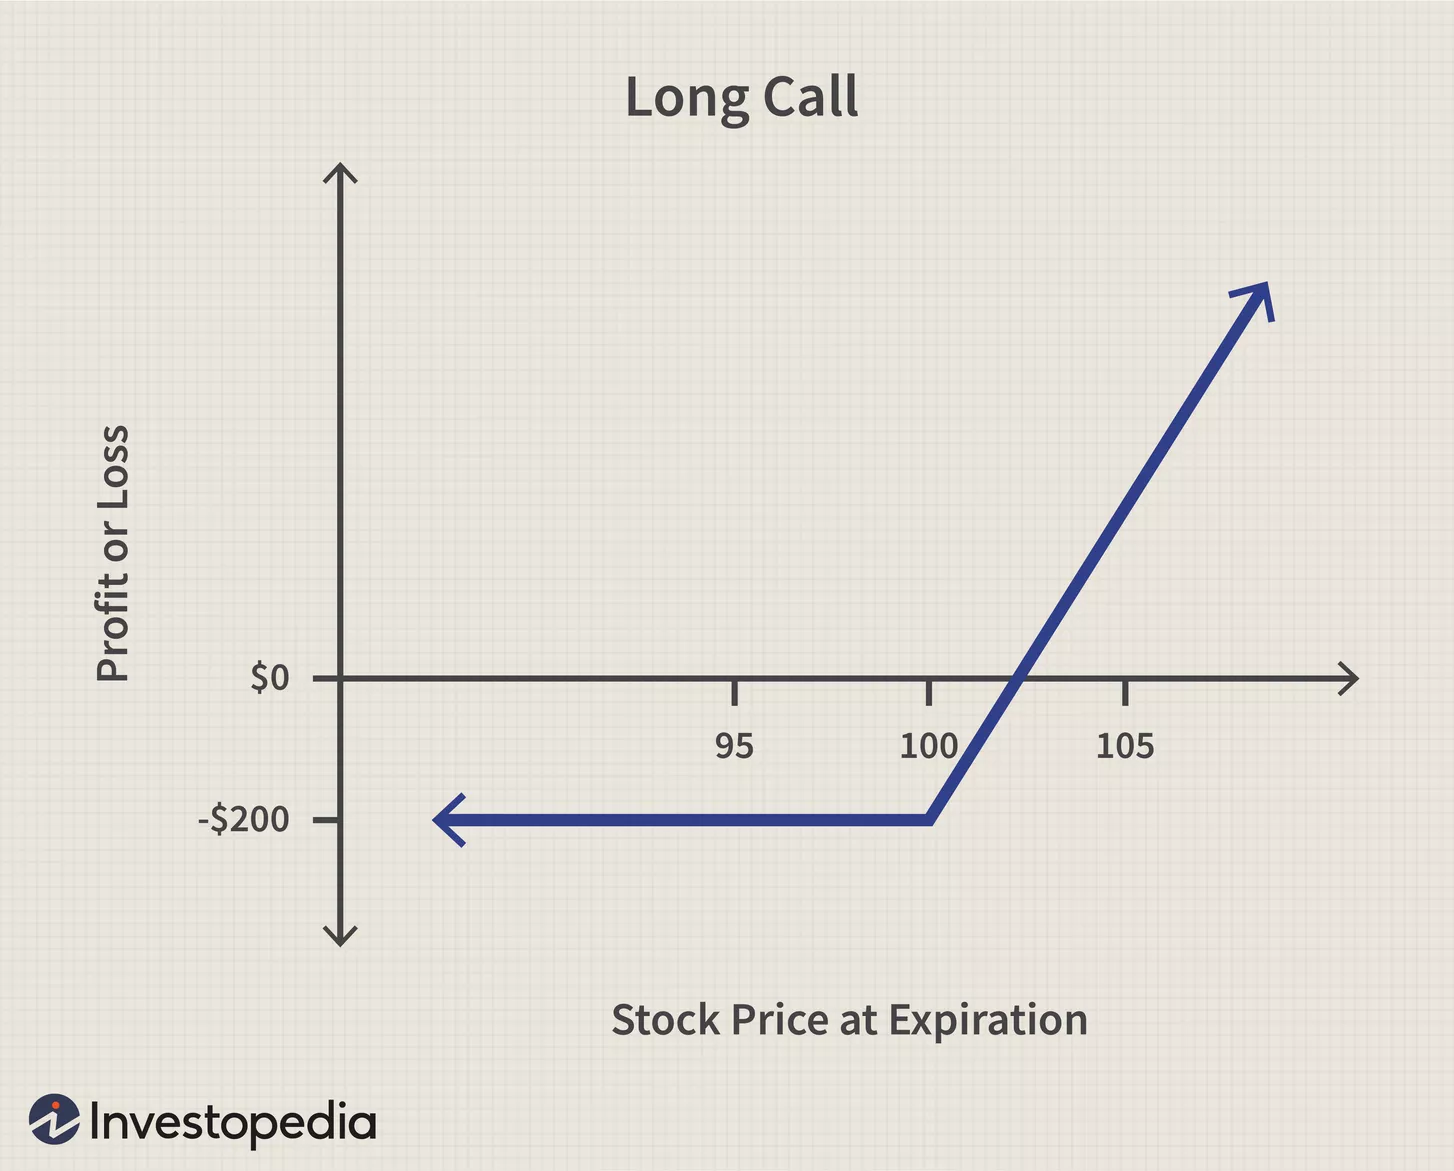 Long Call
Profit or Loss
$0
95
100
105
-$200
Stock Price at Expiration
Investopedia